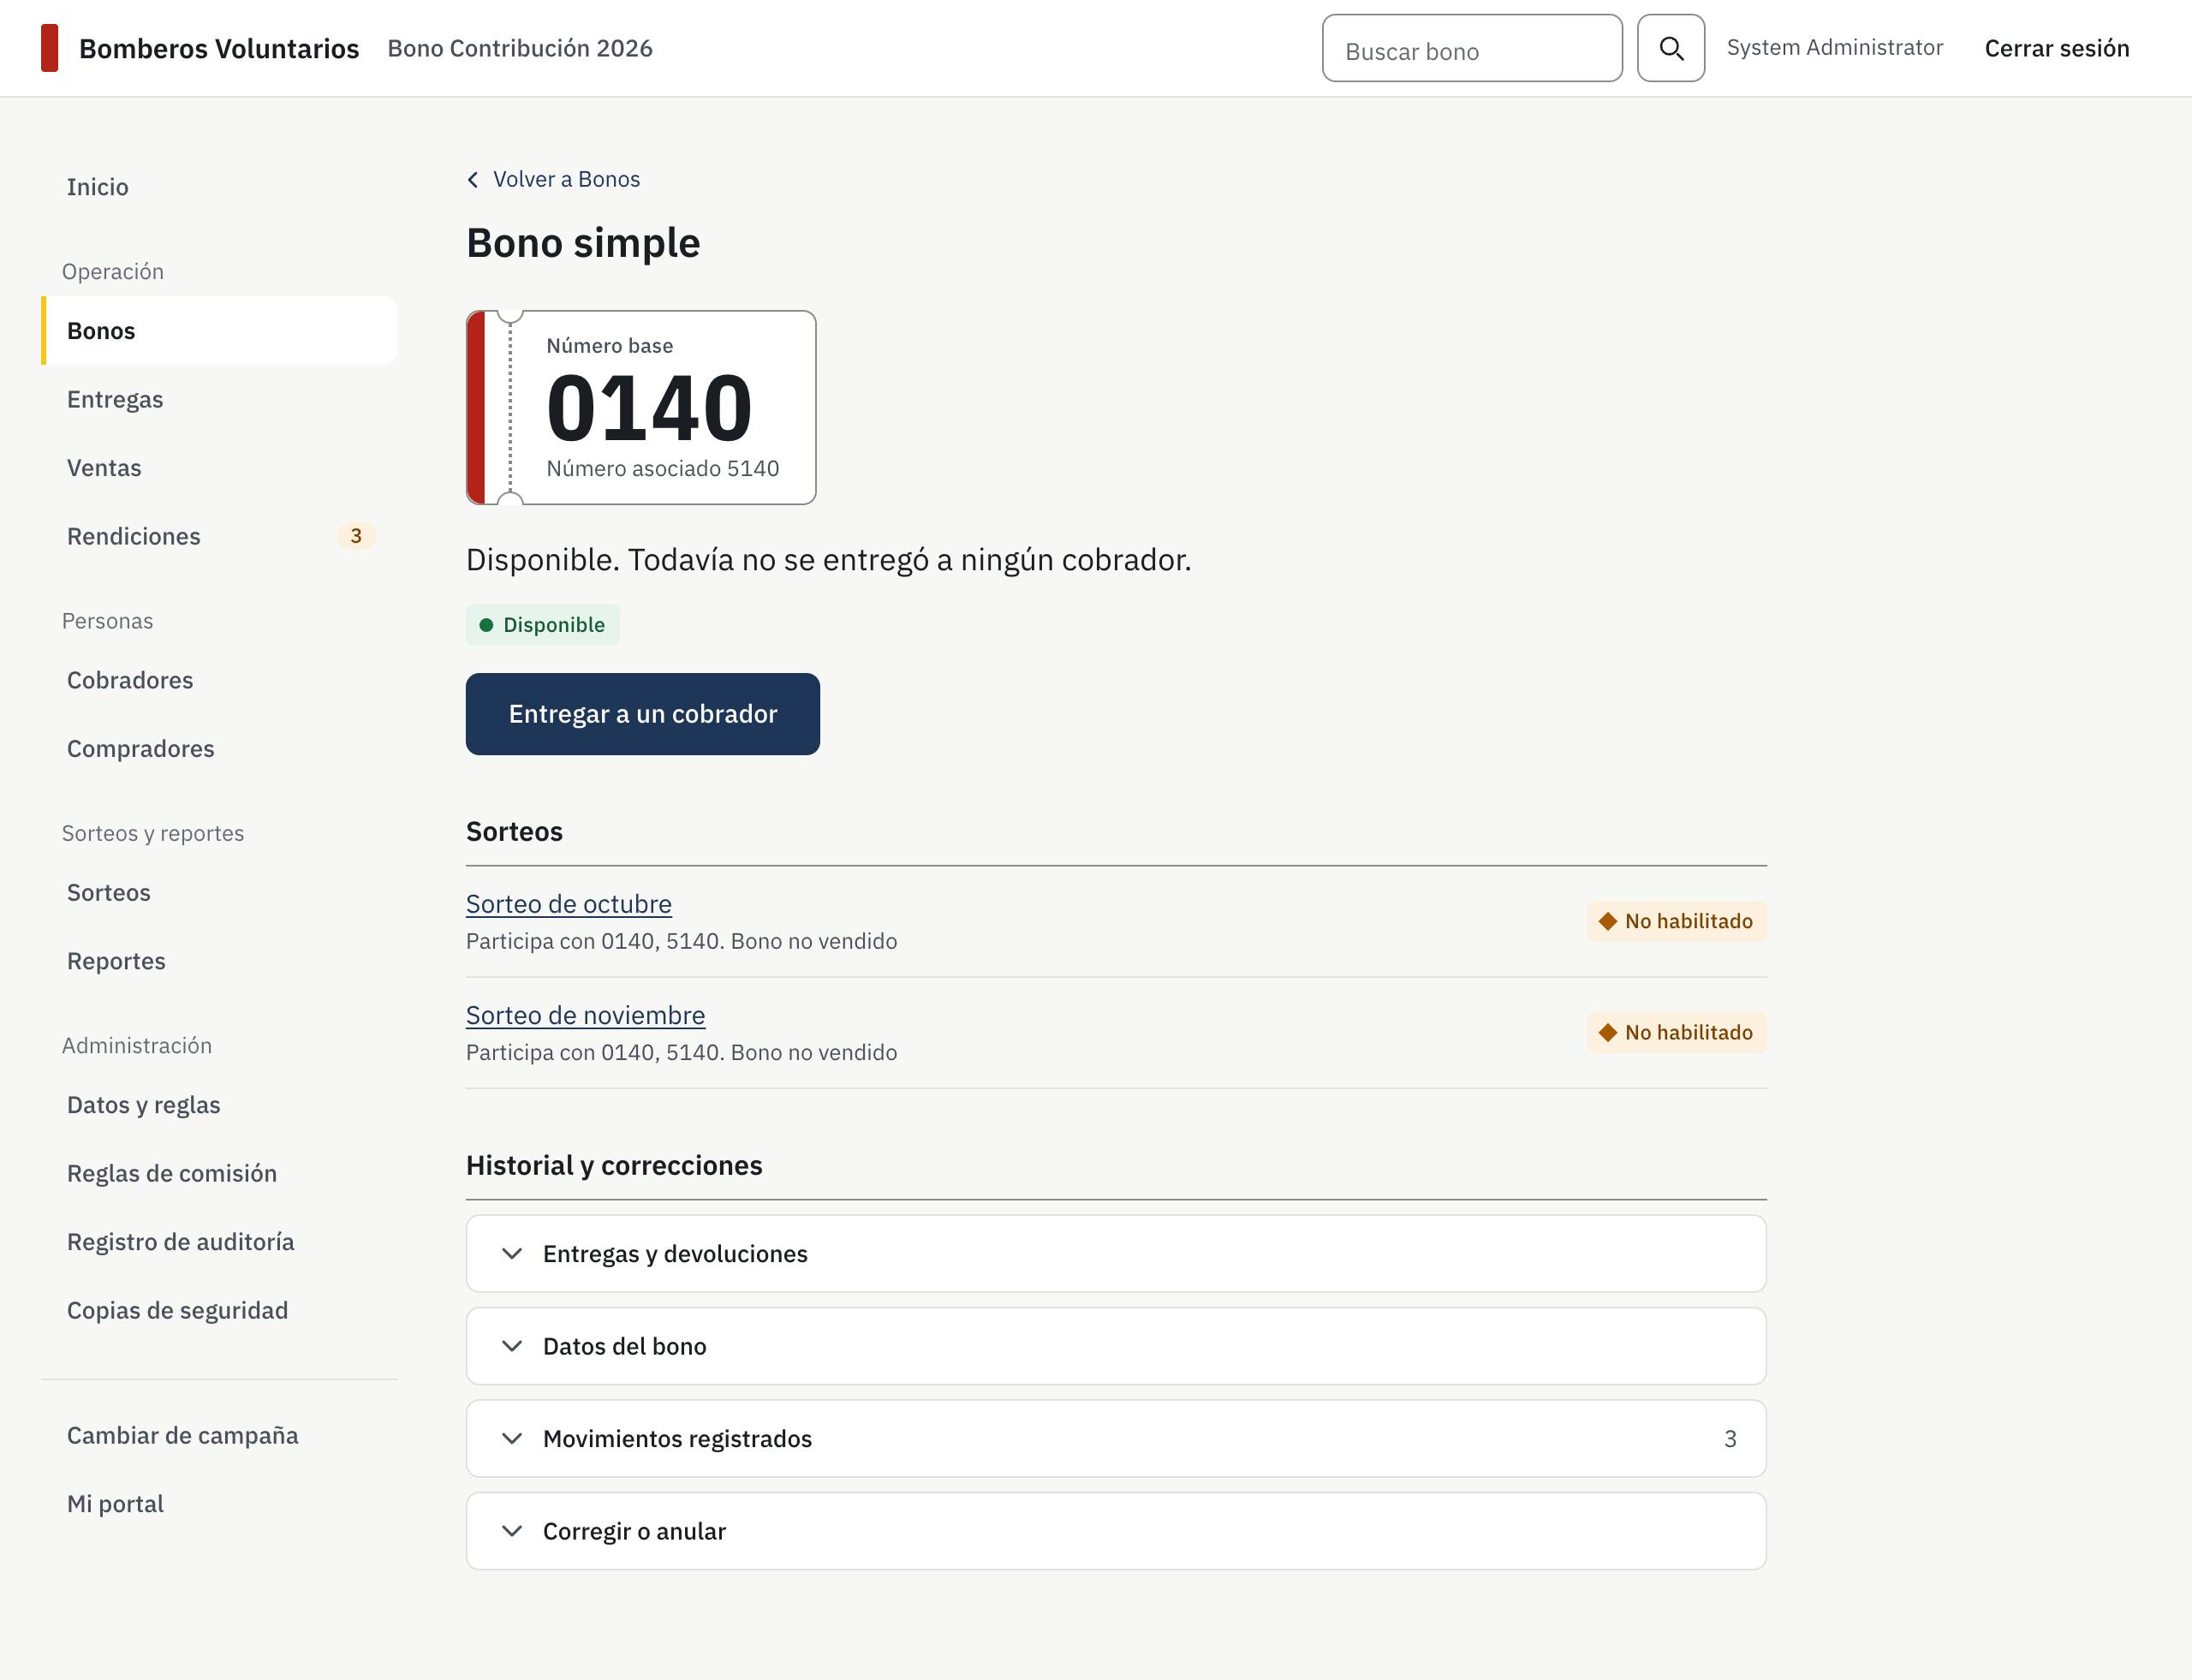 Bomberos Voluntarios
Bono Contribución 2026
Buscar bono
System Administrator
Cerrar sesión
Inicio
Operación
Bonos
Entregas
Ventas
Rendiciones
3
Personas
Cobradores
Compradores
Sorteos y reportes
Sorteos
Reportes
Administración
Datos y reglas
Reglas de comisión
Registro de auditoría
Copias de seguridad
Cambiar de campaña
Mi portal
Volver a Bonos
Bono simple
Número base
0140
Número asociado 5140
Disponible. Todavía no se entregó a ningún cobrador.
Disponible
Entregar a un cobrador
Sorteos
Sorteo de octubre
Participa con 0140, 5140. Bono no vendido
No habilitado
Sorteo de noviembre
Participa con 0140, 5140. Bono no vendido
No habilitado
Historial y correcciones
Entregas y devoluciones
Datos del bono
Movimientos registrados
3
Corregir o anular